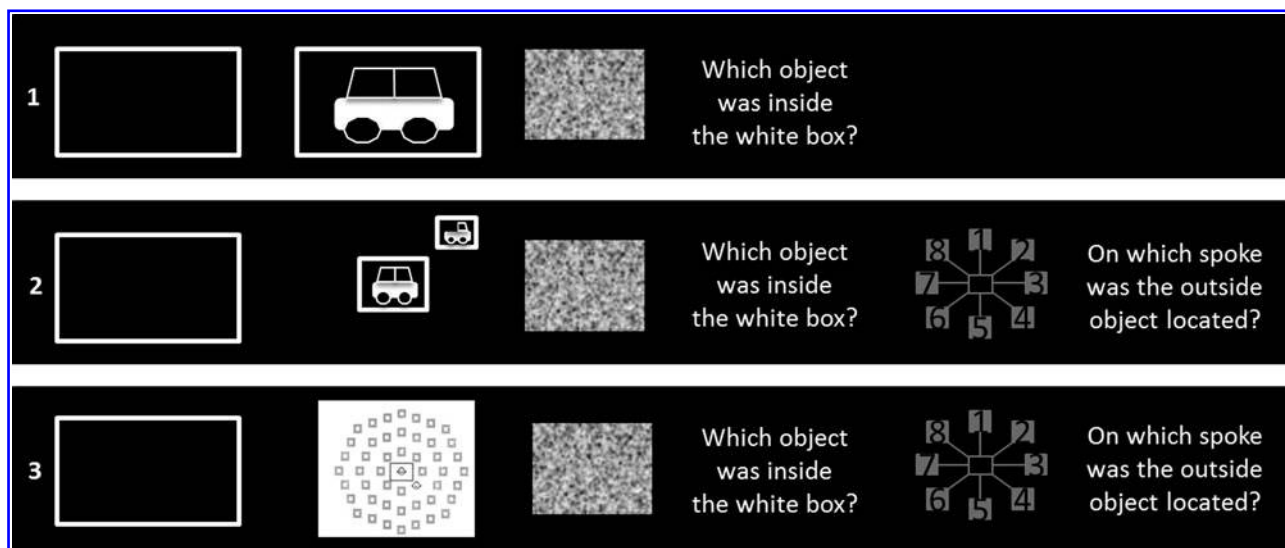 1
Which object
was inside
the white box?
2
Which object
was inside
the white box?
1
8 2
7 3
6 4
5
On which spoke
was the outside
object located?
3
Which object
was inside
the white box?
1
8 2
7 3
6 4
5
On which spoke
was the outside
object located?